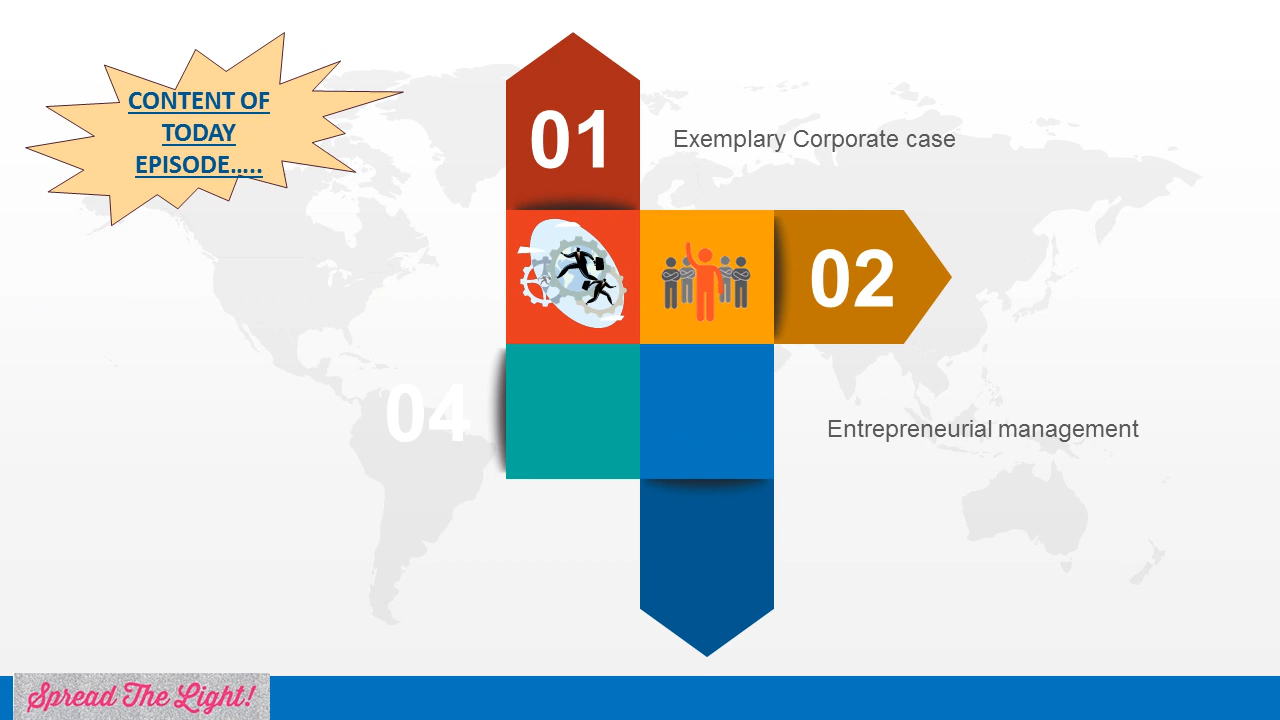 CONTENT OF
TODAY
EPISODE.....
01
Exemplary Corporate case
02
04
Entrepreneurial management
Spread The Light!